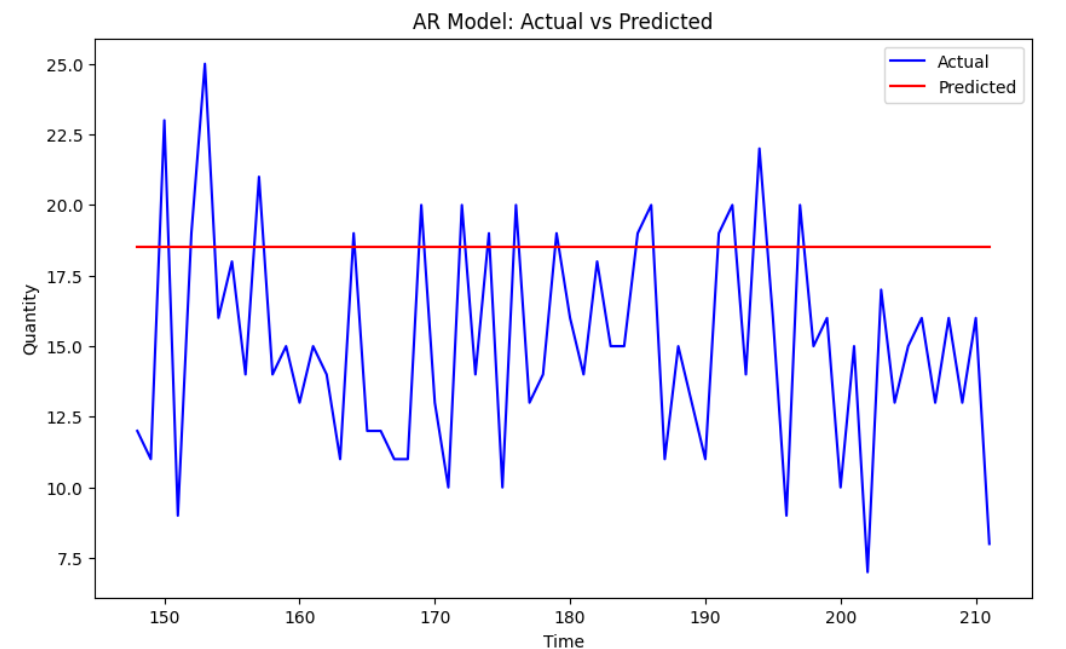 AR Model: Actual vs Predicted
Actual
Predicted
25.0
22.5
20.0
17.5
15.0
12.5
10.0
7.5
Quantity
150 160 170 180 190 200 210
Time